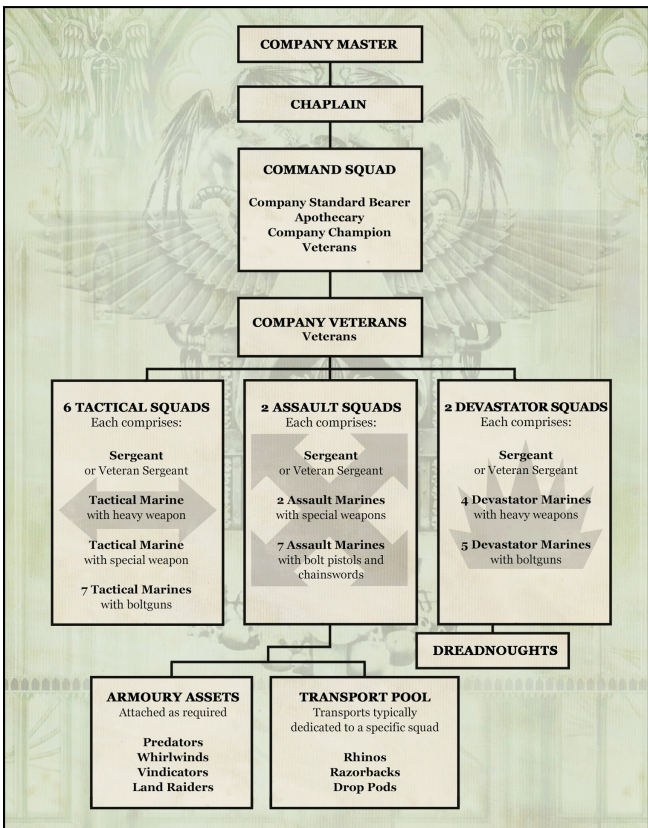 COMPANY MASTER
CHAPLAIN
COMMAND SQUAD
Company Standard Bearer
Apothecary
Company Champion
Veterans
COMPANY VETERANS
Veterans
6 TACTICAL SQUADS
Each comprises:
Sergeant
or Veteran Sergeant
Tactical Marine
with heavy weapon
Tactical Marine
with special weapon
7 Tactical Marines
with boltguns
2 ASSAULT SQUADS
Each comprises:
Sergeant
or Veteran Sergeant
2 Assault Marines
with special weapons
7 Assault Marines
with bolt pistols and
chainswords
2 DEVASTATOR SQUADS
Each comprises:
Sergeant
or Veteran Sergeant
4 Devastator Marines
with heavy weapons
5 Devastator Marines
with boltguns
DREADNOUGHTS
ARMOURY ASSETS
Attached as required
Predators
Whirlwinds
Vindicators
Land Raiders
TRANSPORT POOL
Transports typically
dedicated to a specific squad
Rhinos
Razorbacks
Drop Pods